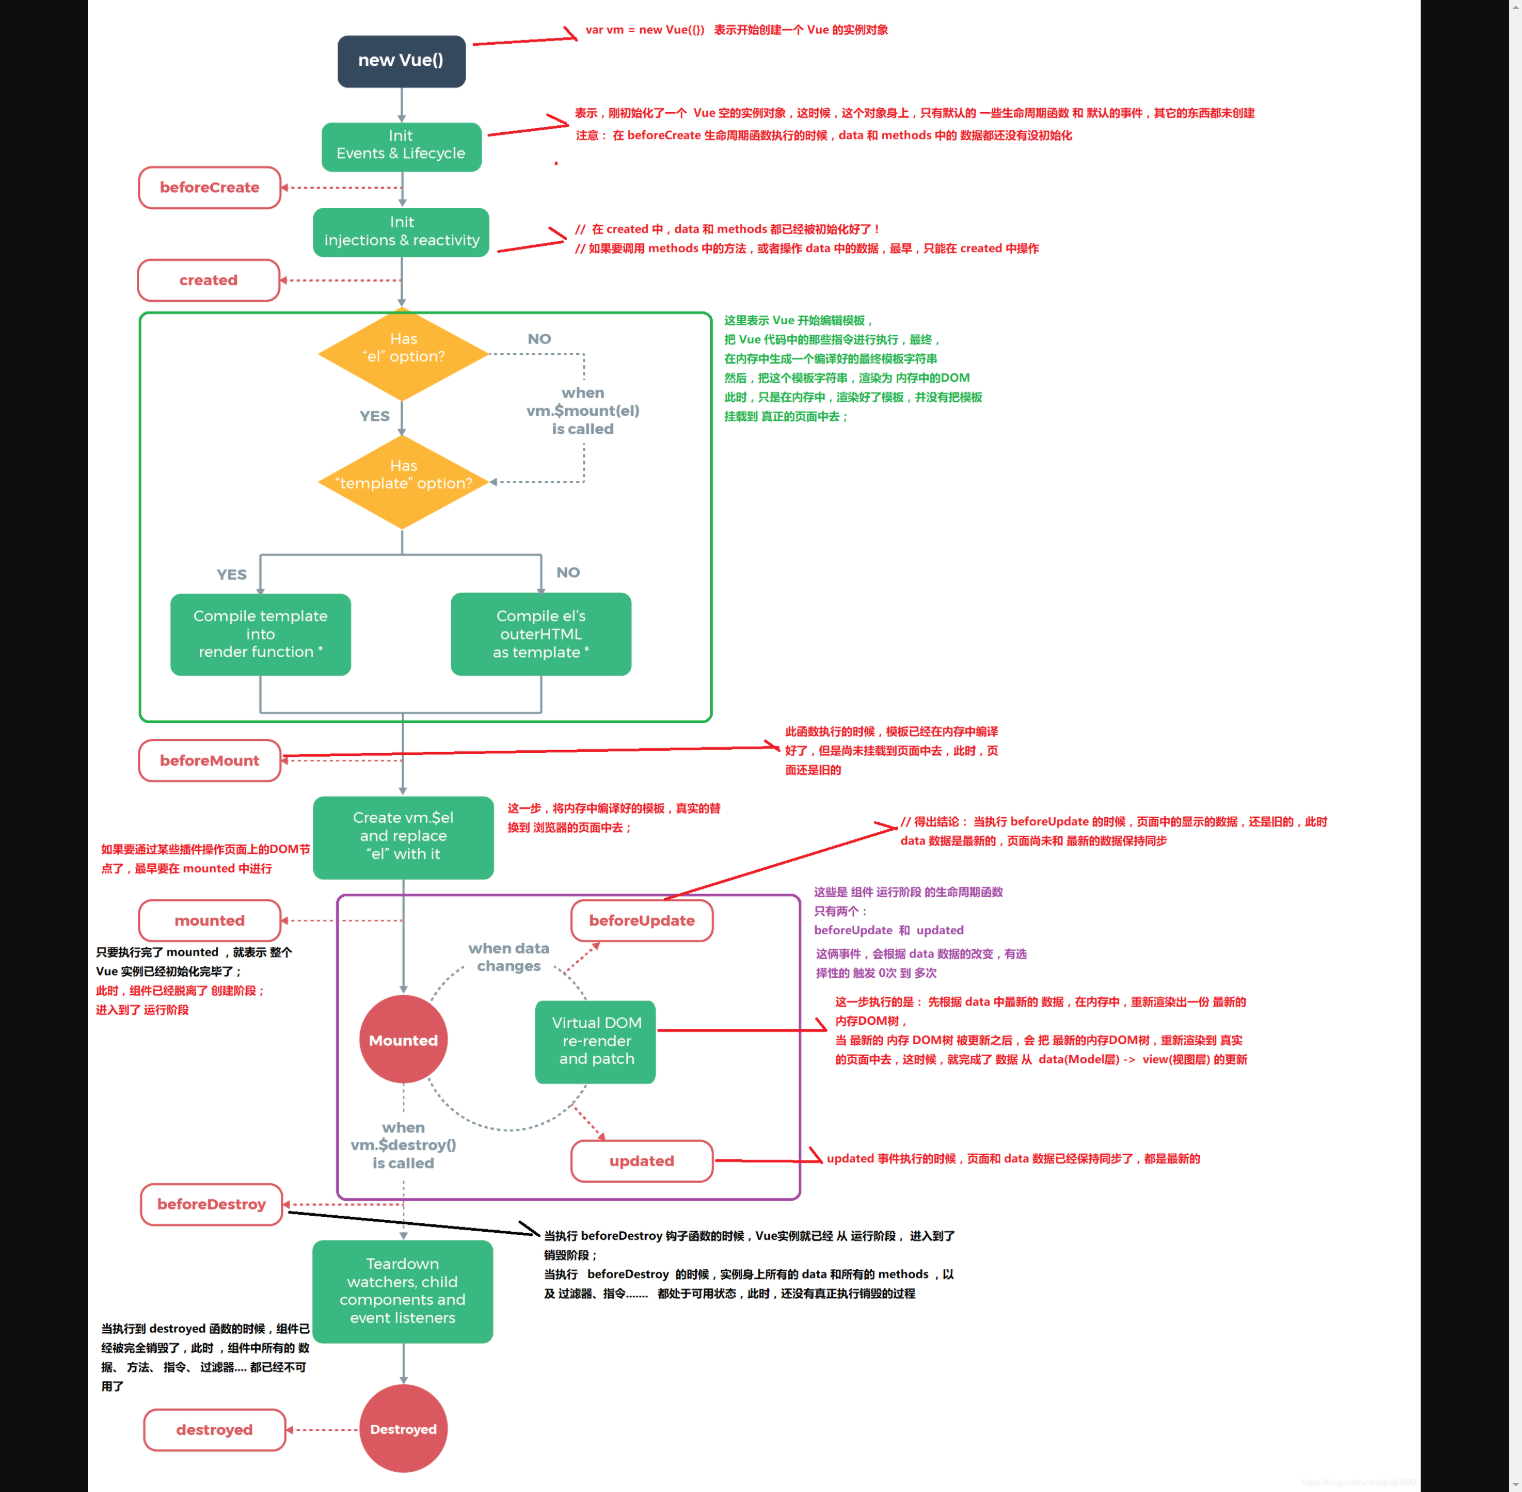 var vm = new Vue({}) 表示开始创建一个 Vue 的实例对象
new Vue()
表示，刚初始化了一个 Vue 空的实例对象，这时候，这个对象身上，只有默认的 一些生命周期函数 和 默认的事件，其它的东西都未创建
注意： 在 beforeCreate 生命周期函数执行的时候，data 和 methods 中的 数据都还没有没初始化
Init
Events & Lifecycle
beforeCreate
Init
injections & reactivity
// 在 created 中，data 和 methods 都已经被初始化好了！
// 如果要调用 methods 中的方法，或者操作 data 中的数据，最早，只能在 created 中操作
created
这里表示 Vue 开始编辑模板，
把 Vue 代码中的那些指令进行执行，最终，
在内存中生成一个编译好的最终模板字符串
然后，把这个模板字符串，渲染为 内存中的DOM
此时，只是在内存中，渲染好了模板，并没有把模板
挂载到 真正的页面中去；
Has
“el” option?
NO
when
vm.$mount(el)
is called
YES
Has
“template” option?
YES
NO
Compile template
into
render function *
Compile el’s
outerHTML
as template *
beforeMount
此函数执行的时候，模板已经在内存中编译
好了，但是尚未挂载到页面中去，此时，页
面还是旧的
Create vm.$el
and replace
“el” with it
这一步，将内存中编译好的模板，真实的替
换到 浏览器的页面中去；
// 得出结论： 当执行 beforeUpdate 的时候，页面中的显示的数据，还是旧的，此时
data 数据是最新的，页面尚未和 最新的数据保持同步
如果要通过某些插件操作页面上的DOM节
点了，最早要在 mounted 中进行
mounted
只要执行完了 mounted ，就表示 整个
Vue 实例已经初始化完毕了；
此时，组件已经脱离了 创建阶段；
进入到了 运行阶段
beforeUpdate
这些是 组件 运行阶段 的生命周期函数
只有两个：
beforeUpdate 和 updated
这俩事件，会根据 data 数据的改变，有选
择性的 触发 0次 到 多次
when data
changes
Mounted
Virtual DOM
re-render
and patch
这一步执行的是： 先根据 data 中最新的 数据，在内存中，重新渲染出一份 最新的
内存DOM树，
当 最新的 内存 DOM树 被更新之后，会 把 最新的内存DOM树，重新渲染到 真实
的页面中去，这时候，就完成了 数据 从 data(Model层) -> view(视图层) 的更新
when
vm.$destroy()
is called
updated
updated 事件执行的时候，页面和 data 数据已经保持同步了，都是最新的
beforeDestroy
当执行 beforeDestroy 钩子函数的时候，Vue实例就已经 从 运行阶段， 进入到了
销毁阶段；
当执行 beforeDestroy 的时候，实例身上所有的 data 和所有的 methods ，以
及 过滤器、指令....... 都处于可用状态，此时，还没有真正执行销毁的过程
Teardown
watchers, child
components and
event listeners
当执行到 destroyed 函数的时候，组件已
经被完全销毁了，此时 ，组件中所有的 数
据、 方法、 指令、 过滤器.... 都已经不可
用了
destroyed
Destroyed